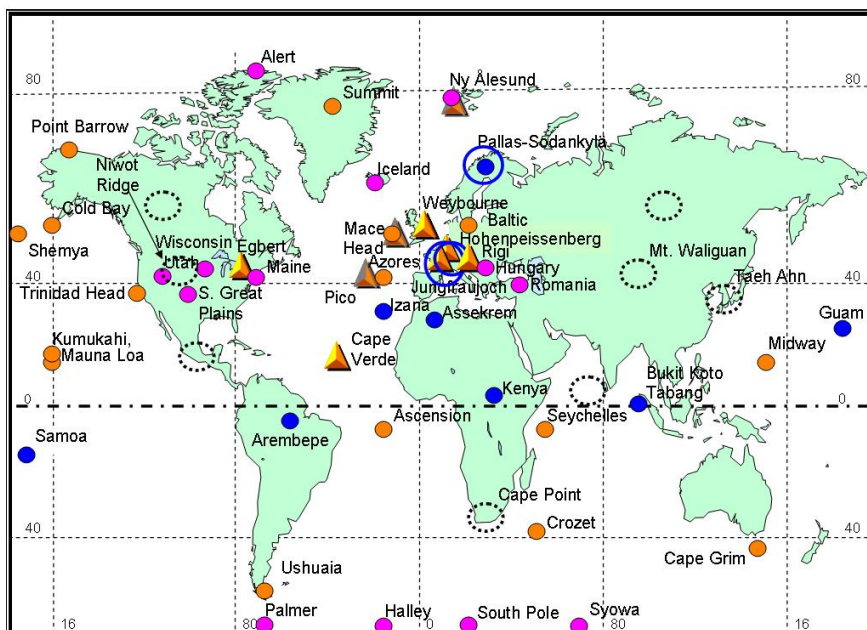 Alert
80
80
Summit
Ny Ålesund
Point Barrow
Pallas-Sodankylä
Niwot
Ridge
Iceland
Cold Bay
Weybourne
Shemya
Wisconsin
Mace
Head
Baltic
Egbert
Hohenpeissenberg
Utah
Rigi
Mt. Waliguan
Maine
Azores
Hungary
Taeh Ahn
40
40
Trinidad Head
S. Great
Plains
Pico
Jungfraujoch
Romania
Izana
Assekrem
Guam
Kumukahi,
Mauna Loa
Cape
Verde
Midway
Bukit Koto
Tabang
Kenya
0
0
Ascension
Seychelles
Samoa
Arembepe
Cape Point
Crozet
40
40
Cape Grim
Ushuaia
Palmer
Halley
South Pole
Syowa
16
80
0
80
16